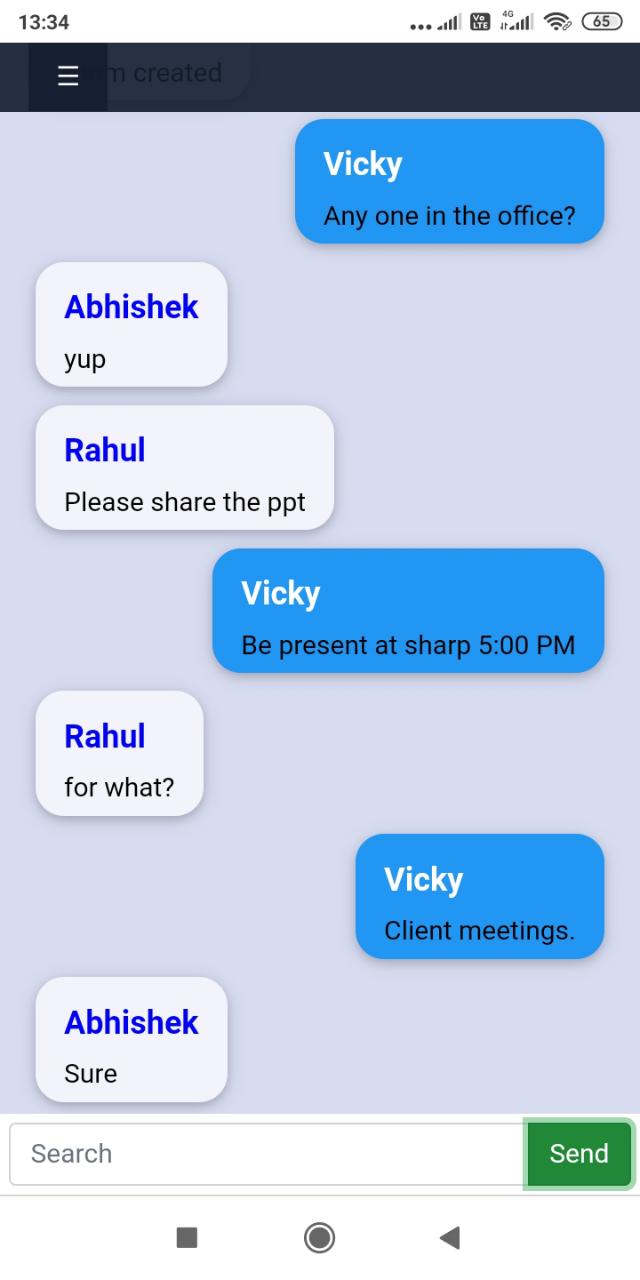 13:34
Vo LTE 4G 65
created
Vicky
Any one in the office?
Abhishek
yup
Rahul
Please share the ppt
Vicky
Be present at sharp 5:00 PM
Rahul
for what?
Vicky
Client meetings.
Abhishek
Sure
Search Send